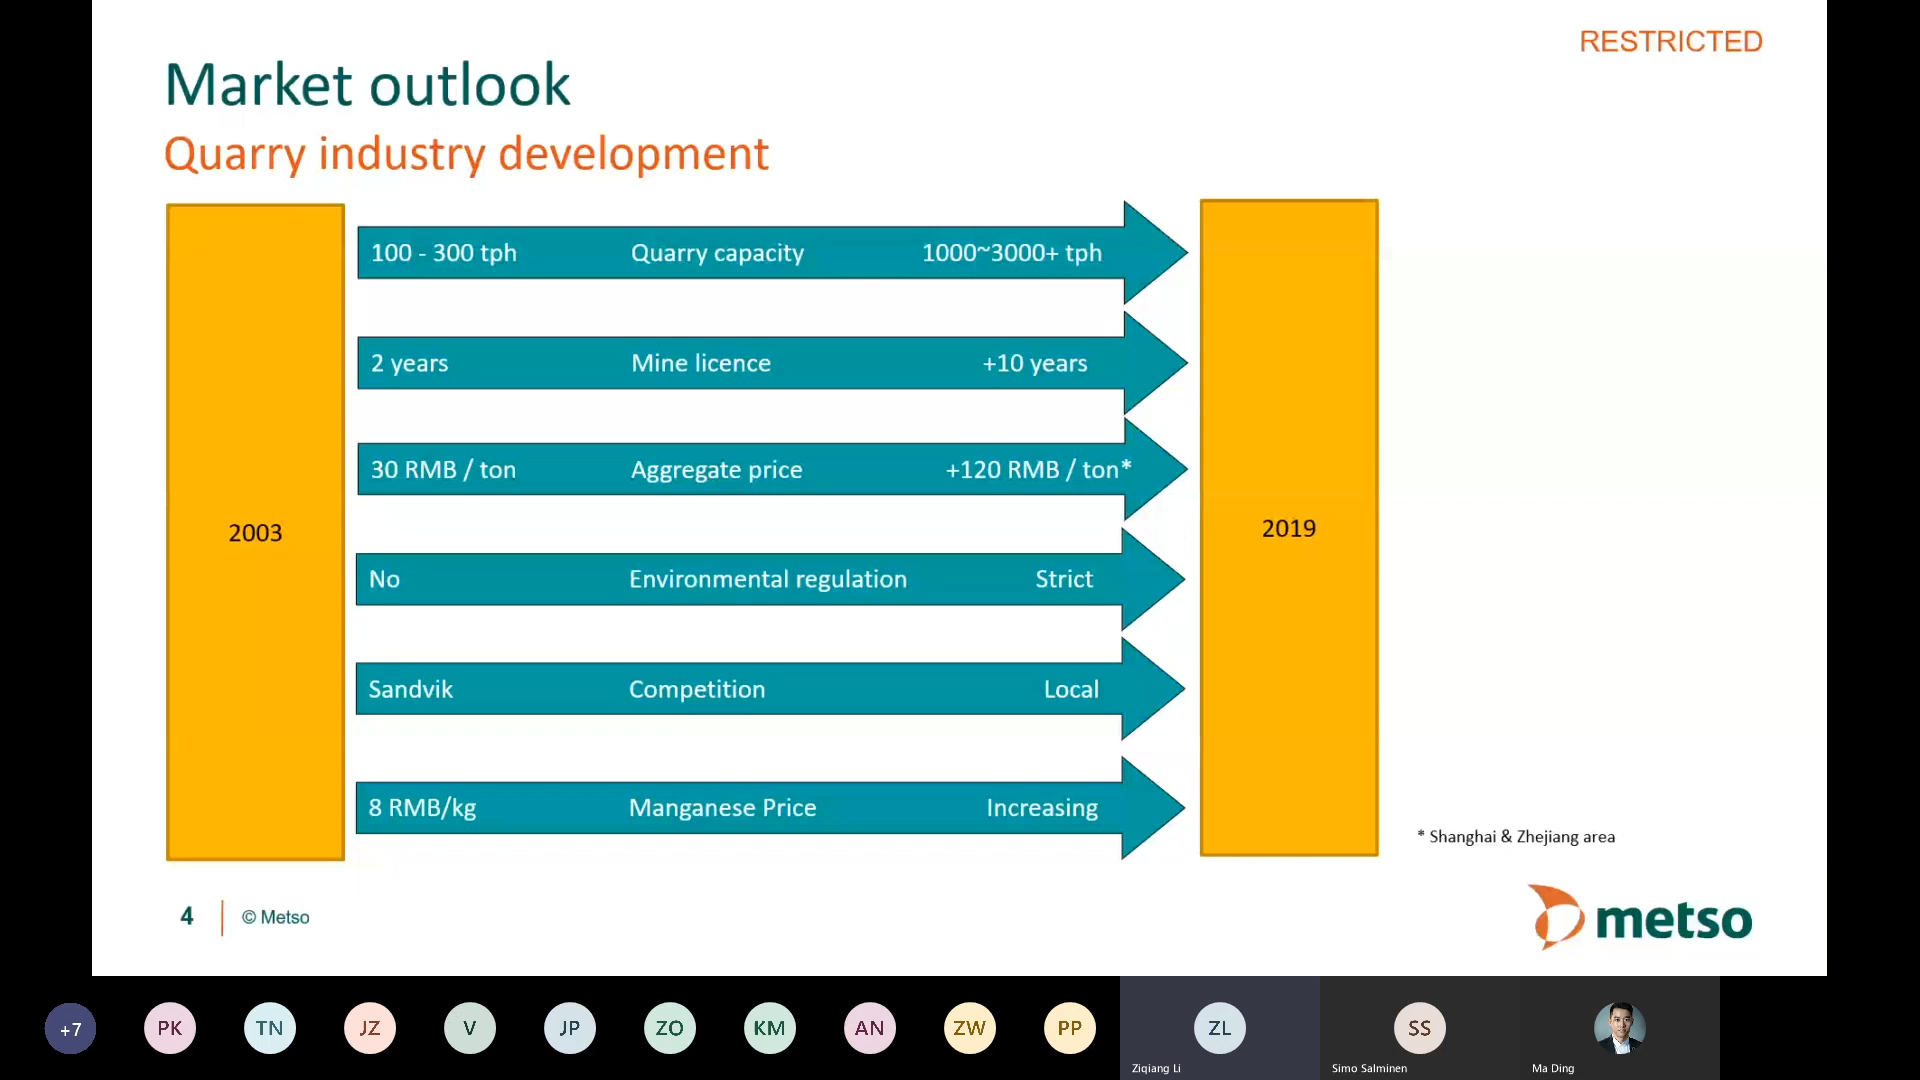 RESTRICTED
Market outlook
Quarry industry development
2003
100 - 300 tph Quarry capacity 1000~3000+ tph
2 years Mine licence +10 years
30 RMB / ton Aggregate price +120 RMB / ton*
No Environmental regulation Strict
Sandvik Competition Local
8 RMB/kg Manganese Price Increasing
2019
* Shanghai & Zhejiang area
4 © Metso
metso
+7 PK TN JZ V JP ZO KM AN ZW PP ZL SS
Ziqiang Li Simo Salminen Ma Ding